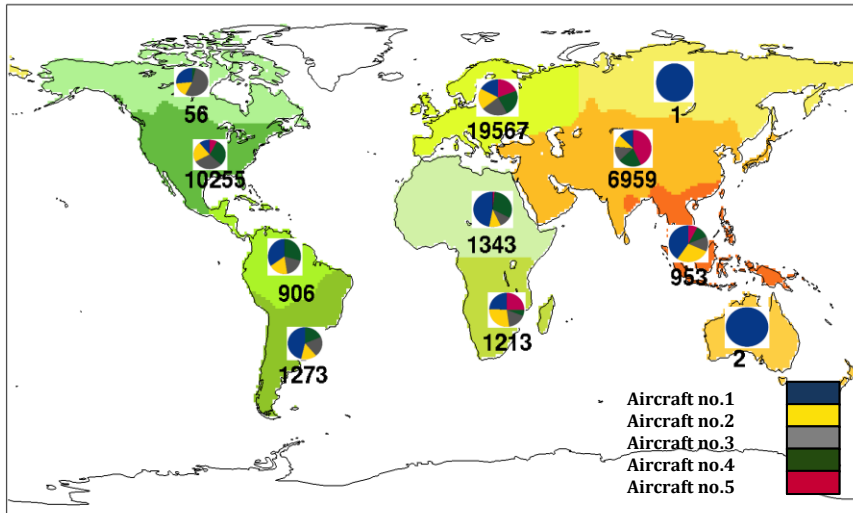 56
19567
1
10255
6959
1343
953
906
1213
2
1273
Aircraft no.1
Aircraft no.2
Aircraft no.3
Aircraft no.4
Aircraft no.5